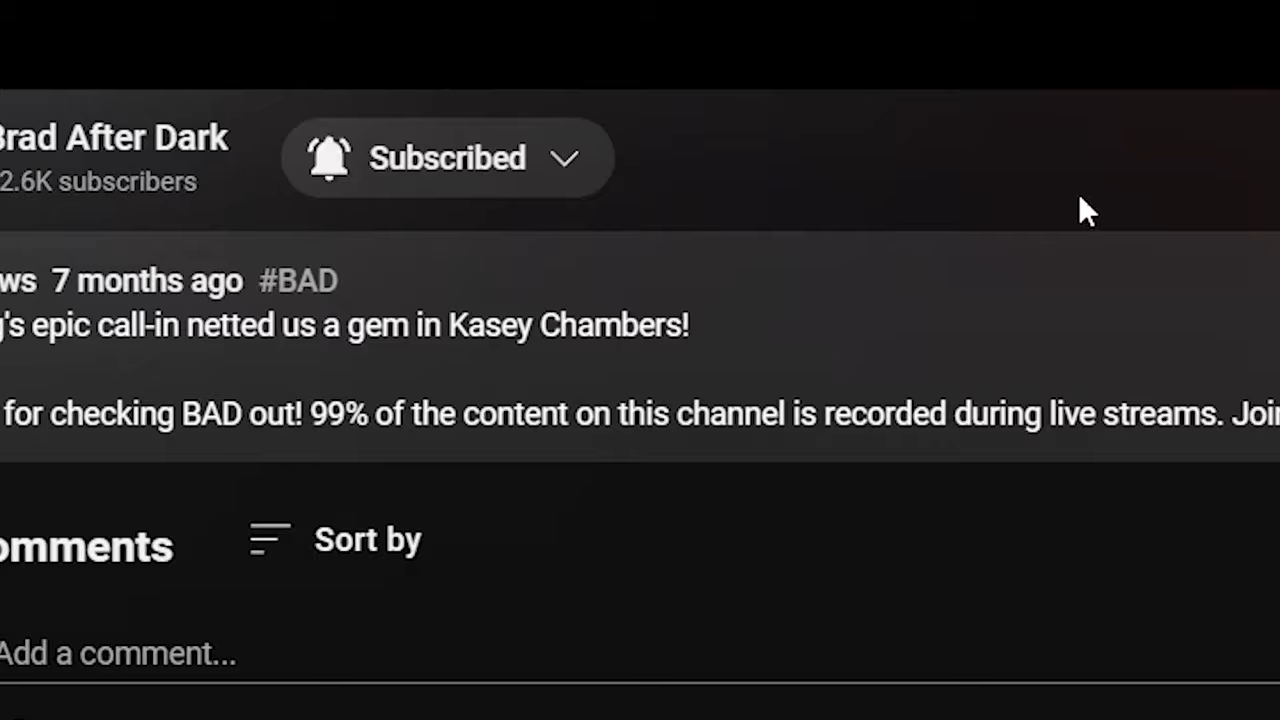 Brad After Dark
2.6K subscribers
Subscribed
7 months ago #BAD
epic call-in netted us a gem in Kasey Chambers!
for checking BAD out! 99% of the content on this channel is recorded during live streams.
Sort by
Add a comment...